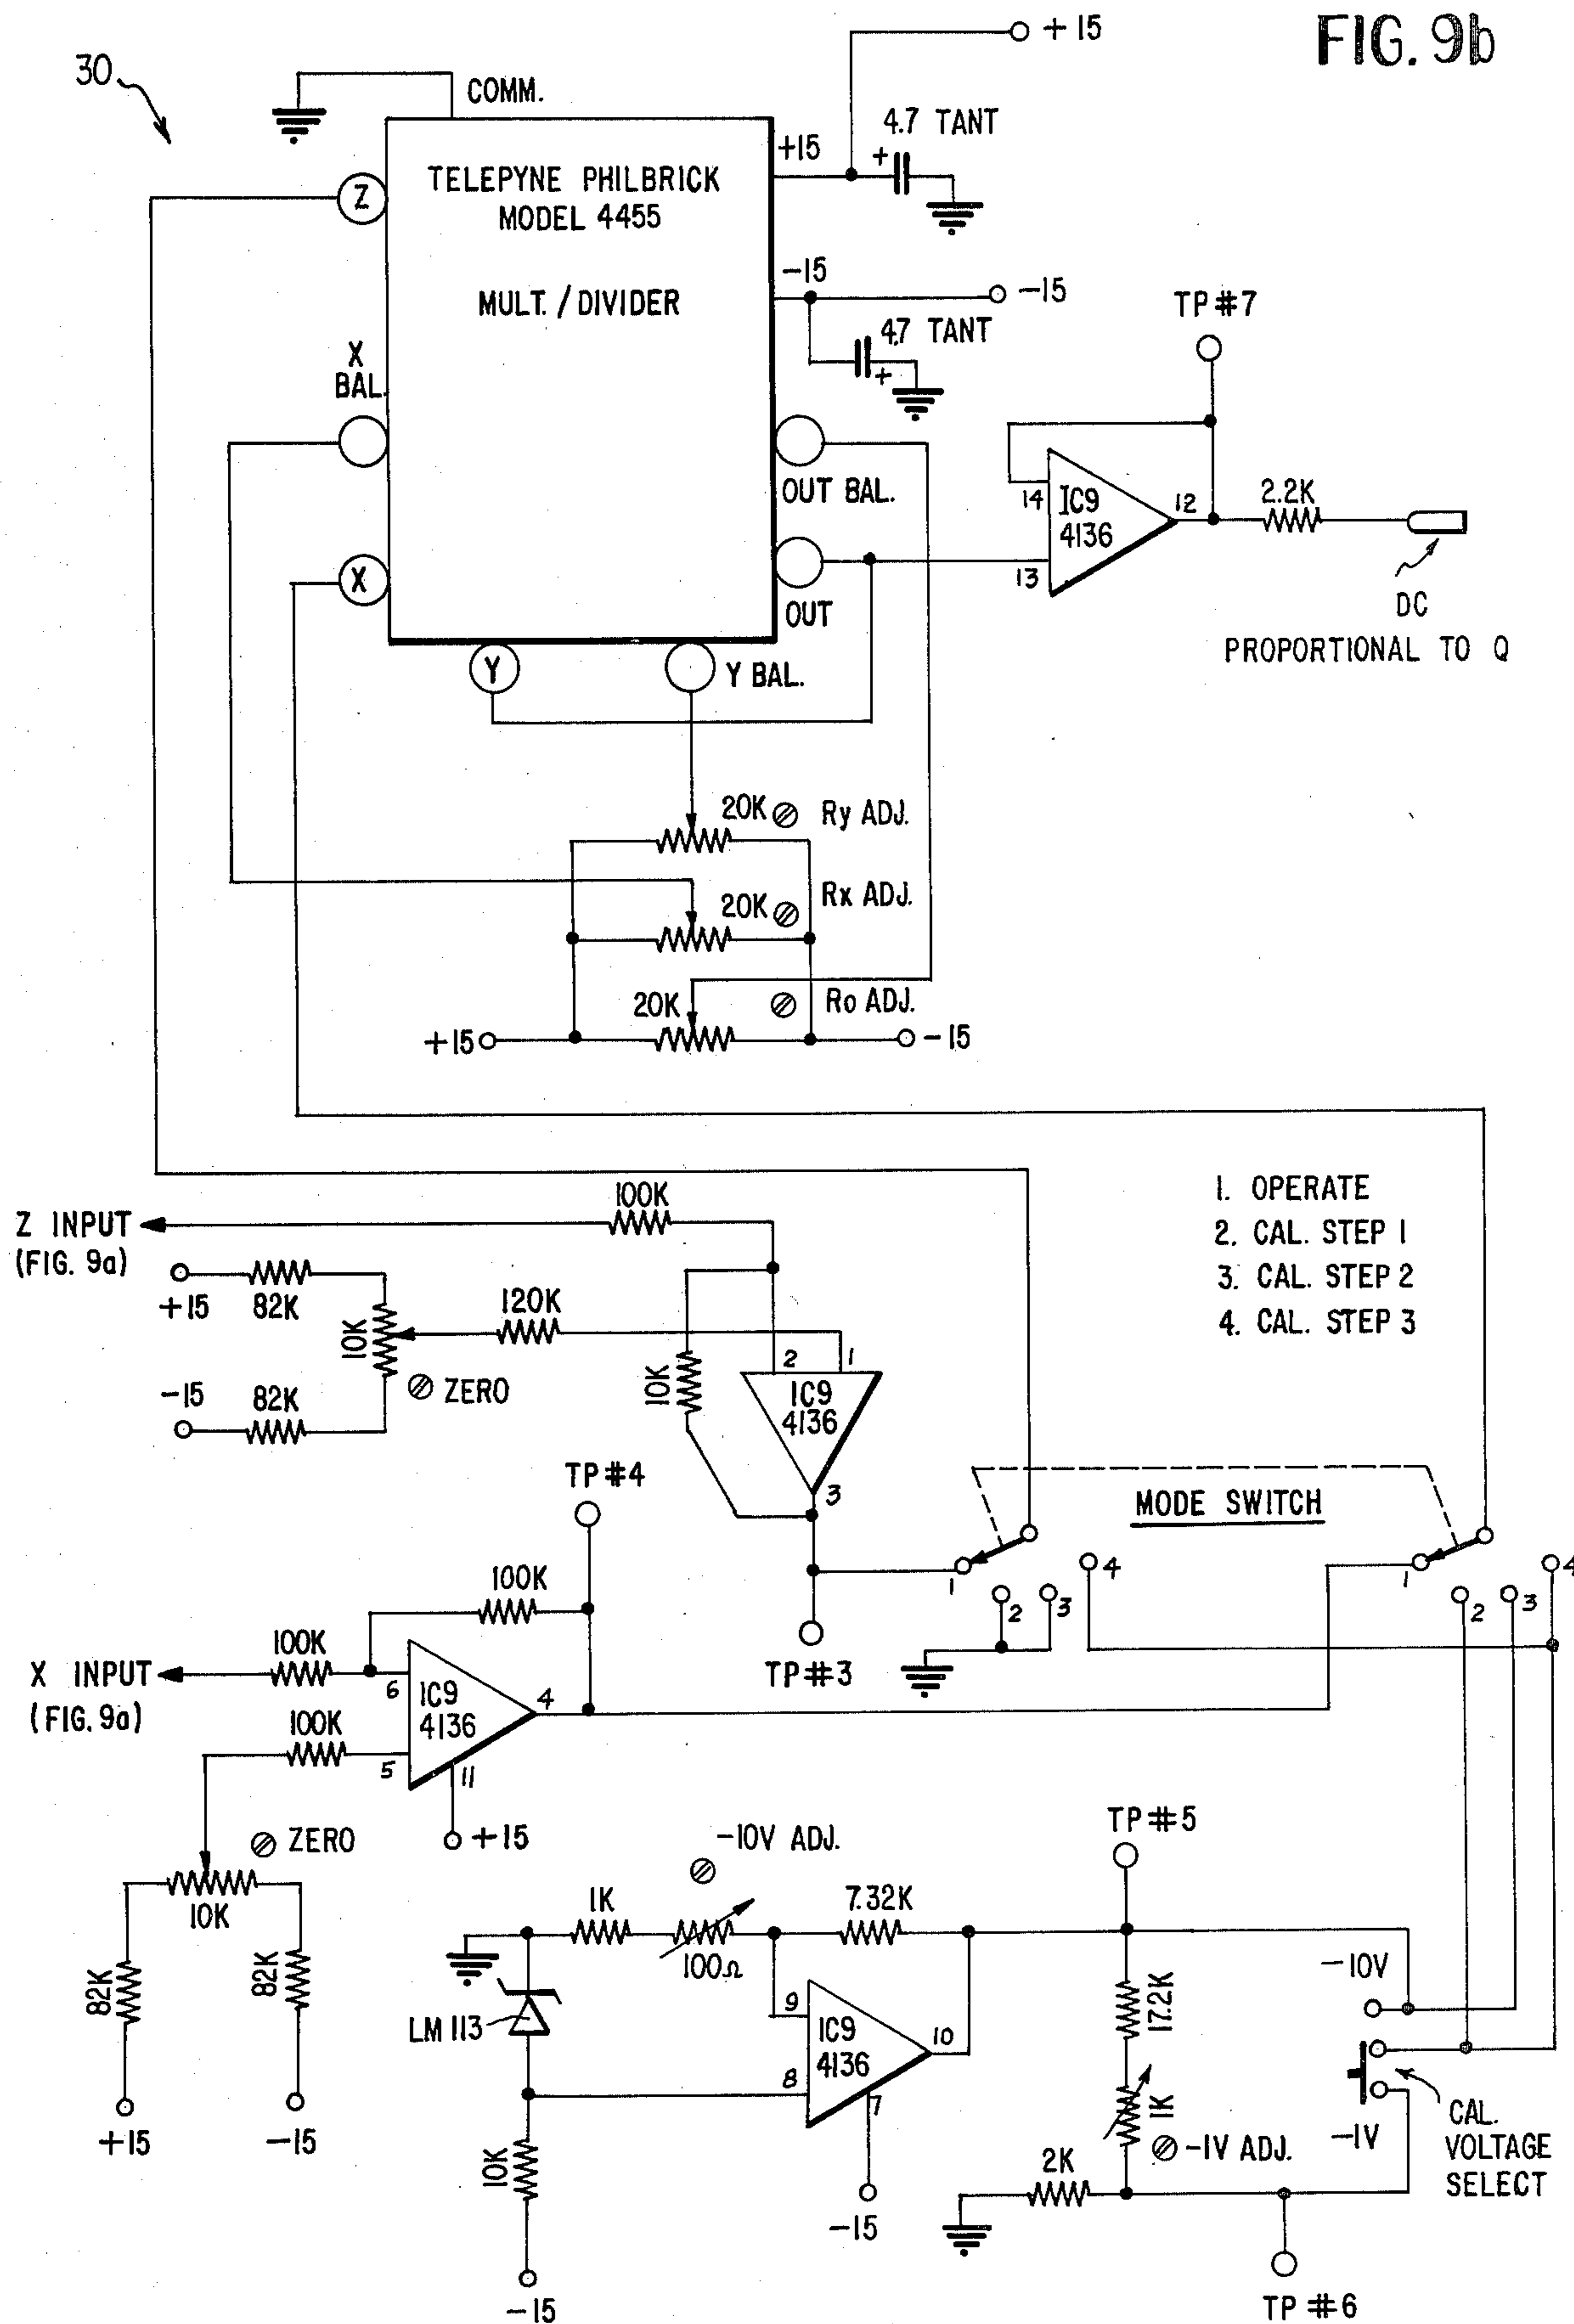 FIG. 9b
30
+ 15
COMM.
4.7 TANT
+15
+
Z
TELEPYNE PHILBRICK
MODEL 4455
MULT. / DIVIDER
-15
-15
4.7 TANT
+
TP #7
X
BAL.
OUT BAL.
14
IC9
4136
12
2.2K
13
X
OUT
DC
PROPORTIONAL TO Q
Y
Y BAL.
20K
Ry ADJ.
20K
Rx ADJ.
20K
Ro ADJ.
+15
-15
1. OPERATE
2. CAL. STEP 1
3. CAL. STEP 2
4. CAL. STEP 3
Z INPUT
(FIG. 9a)
100K
+15
82K
10K
120K
-15
82K
ZERO
10K
2
1
IC9
4136
3
TP #4
MODE SWITCH
1
2
3
4
1
2
3
4
100K
TP #3
X INPUT
(FIG. 9a)
100K
6
IC9
4136
4
100K
5
11
+15
ZERO
10K
82K
82K
+15
-15
-10V ADJ.
TP #5
1K
100Ω
7.32K
LM 113
9
IC9
4136
10
8
7
17.2K
1K
-1V ADJ.
-10V
-1V
CAL.
VOLTAGE
SELECT
10K
2K
-15
-15
TP #6